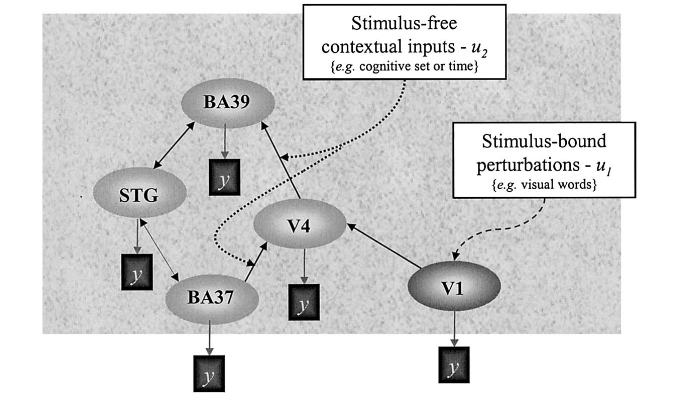 Stimulus-free
contextual inputs - u2
{e.g. cognitive set or time}
BA39
y
Stimulus-bound
perturbations - u1
{e.g. visual words}
STG
y
V4
y
BA37
y
V1
y